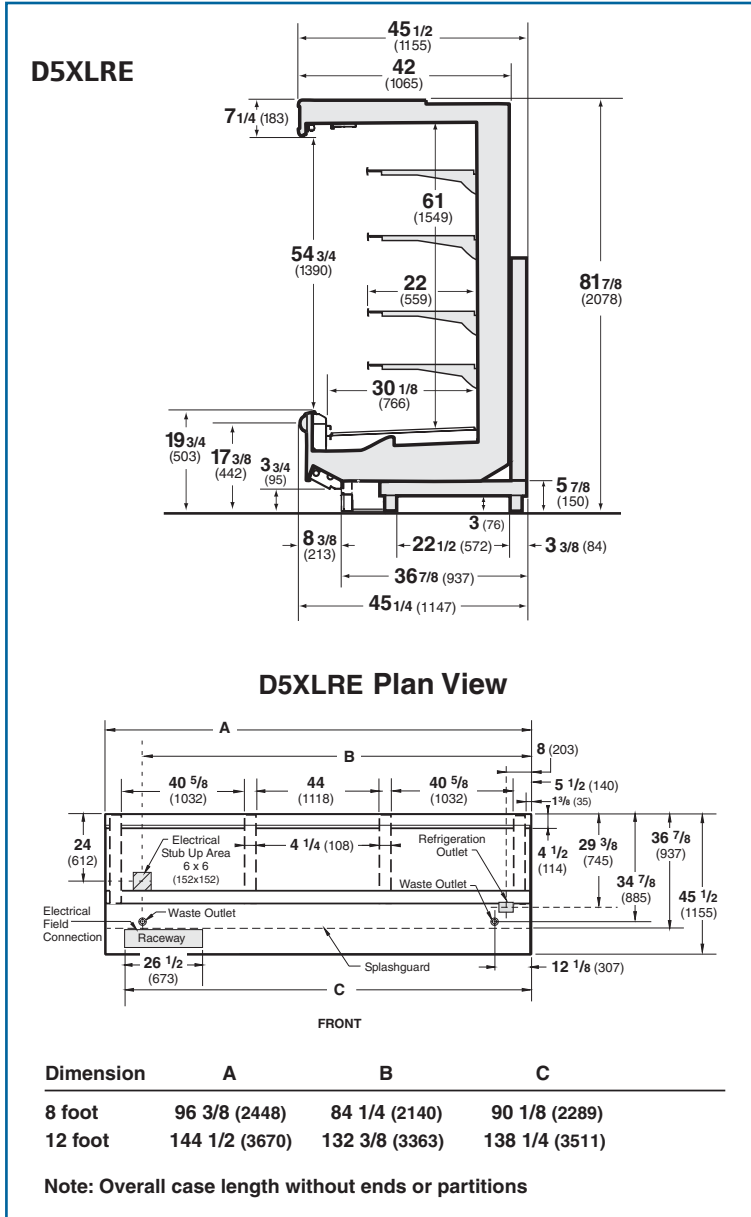 D5XLRE
45 1/2
(1155)
42
(1065)
7 1/4 (183)
61
(1549)
54 3/4
(1390)
22
(559)
81 7/8
(2078)
30 1/8
(766)
19 3/4
(503)
17 3/8
(442)
3 3/4
(95)
5 7/8
(150)
3 (76)
8 3/8
(213)
22 1/2 (572)
3 3/8 (84)
36 7/8 (937)
45 1/4 (1147)
D5XLRE Plan View
A
B
8 (203)
40 5/8
(1032)
44
(1118)
40 5/8
(1032)
5 1/2 (140)
1 3/8 (35)
24
(612)
Electrical
Stub Up Area
6 x 6
(152x152)
4 1/4 (108)
Refrigeration
Outlet
4 1/2
(114)
29 3/8
(745)
36 7/8
(937)
34 7/8
(885)
45 1/2
(1155)
Waste Outlet
Electrical
Field
Connection
Waste Outlet
Raceway
26 1/2
(673)
Splashguard
12 1/8 (307)
C
FRONT
Dimension A B C
8 foot 96 3/8 (2448) 84 1/4 (2140) 90 1/8 (2289)
12 foot 144 1/2 (3670) 132 3/8 (3363) 138 1/4 (3511)
Note: Overall case length without ends or partitions